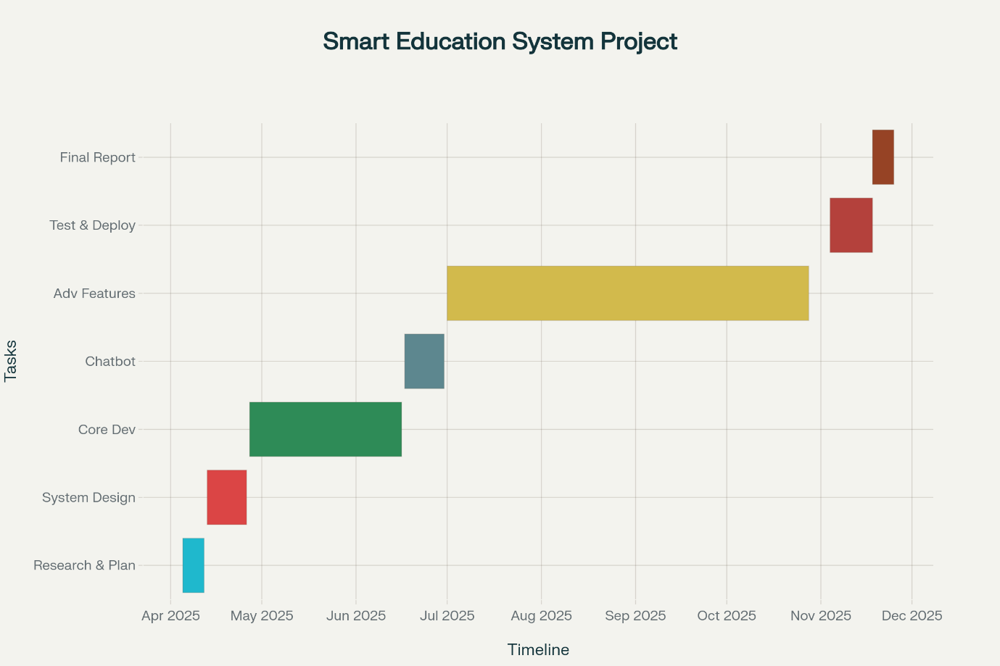 Smart Education System Project
Final Report
Test & Deploy
Adv Features
Chatbot
Core Dev
System Design
Research & Plan
Tasks
Apr 2025 May 2025 Jun 2025 Jul 2025 Aug 2025 Sep 2025 Oct 2025 Nov 2025 Dec 2025
Timeline